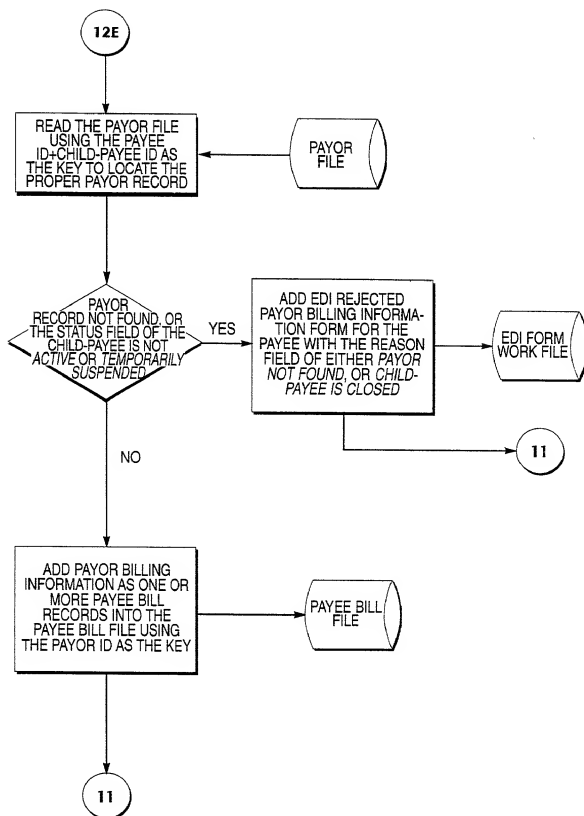 12E
READ THE PAYOR FILE
USING THE PAYEE
ID+CHILD-PAYEE ID AS
THE KEY TO LOCATE THE
PROPER PAYOR RECORD
PAYOR
FILE
PAYOR
RECORD NOT FOUND, OR
THE STATUS FIELD OF THE
CHILD-PAYEE IS NOT
ACTIVE OR TEMPORARILY
SUSPENDED
YES
ADD EDI REJECTED
PAYOR BILLING INFORMA-
TION FORM FOR THE
PAYEE WITH THE REASON
FIELD OF EITHER PAYOR
NOT FOUND, OR CHILD-
PAYEE IS CLOSED
EDI FORM
WORK FILE
11
NO
ADD PAYOR BILLING
INFORMATION AS ONE OR
MORE PAYEE BILL
RECORDS INTO THE
PAYEE BILL FILE USING
THE PAYOR ID AS THE KEY
PAYEE BILL
FILE
11